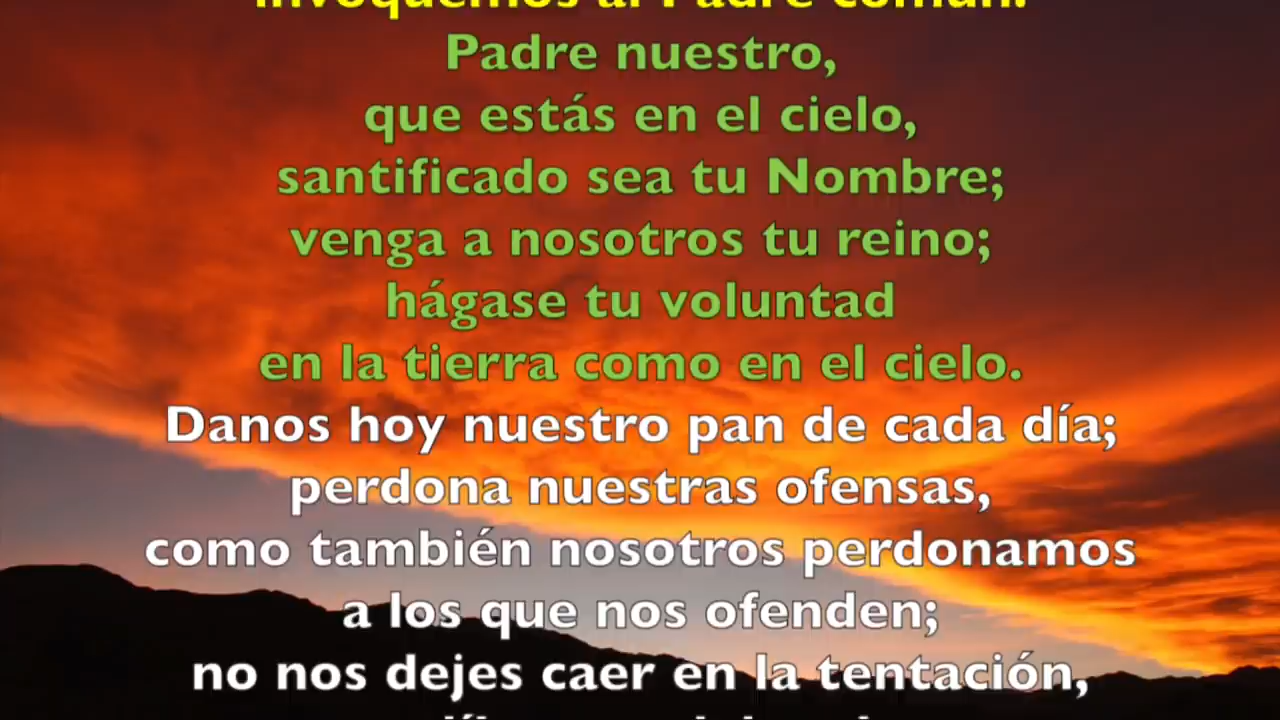 invoquemos al Padre común:
Padre nuestro,
que estás en el cielo,
santificado sea tu Nombre;
venga a nosotros tu reino;
hágase tu voluntad
en la tierra como en el cielo.
Danos hoy nuestro pan de cada día;
perdona nuestras ofensas,
como también nosotros perdonamos
a los que nos ofenden;
no nos dejes caer en la tentación,